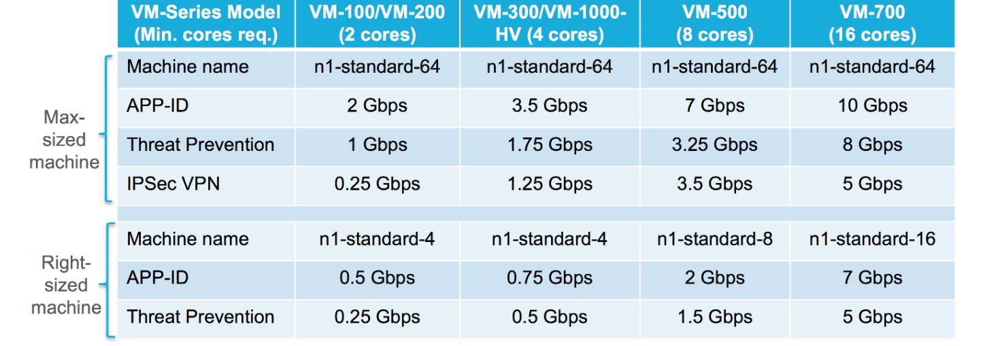 VM-Series Model VM-100/VM-200 VM-300/VM-1000- VM-500 VM-700
(Min. cores req.) (2 cores) HV (4 cores) (8 cores) (16 cores)
Machine name n1-standard-64 n1-standard-64 n1-standard-64 n1-standard-64
APP-ID 2 Gbps 3.5 Gbps 7 Gbps 10 Gbps
Max-
sized
machine
Threat Prevention 1 Gbps 1.75 Gbps 3.25 Gbps 8 Gbps
IPSec VPN 0.25 Gbps 1.25 Gbps 3.5 Gbps 5 Gbps
Machine name n1-standard-4 n1-standard-4 n1-standard-8 n1-standard-16
Right-
sized
machine
APP-ID 0.5 Gbps 0.75 Gbps 2 Gbps 7 Gbps
Threat Prevention 0.25 Gbps 0.5 Gbps 1.5 Gbps 5 Gbps